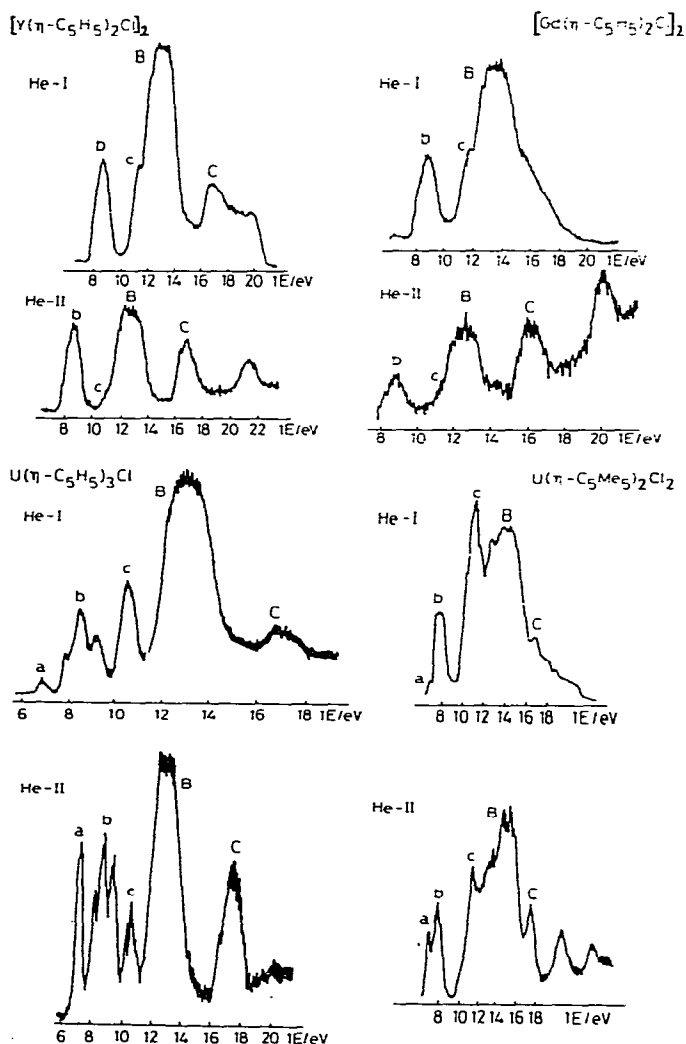 [Y(η-C5H5)2Cl]2
He-I
B
b
c
C
8 10 12 14 16 18 20 IE/eV
He-II
b
c
B
C
8 10 12 14 16 18 20 22 IE/eV
[Gd(η-C5H5)2Cl]2
He-I
B
b
c
8 10 12 14 16 18 20 IE/eV
He-II
b
c
B
C
8 10 12 14 16 20 IE/eV
U(η-C5H5)3Cl
He-I
a
b
c
B
C
6 8 10 12 14 16 18 IE/eV
U(η-C5Me5)2Cl2
He-I
a
b
c
B
C
8 10 12 14 16 18 IE/eV
He-II
a
b
c
B
C
6 8 10 12 14 16 18 20 IE/eV
He-II
a
b
c
B
C
8 10 12 14 16 18 IE/eV